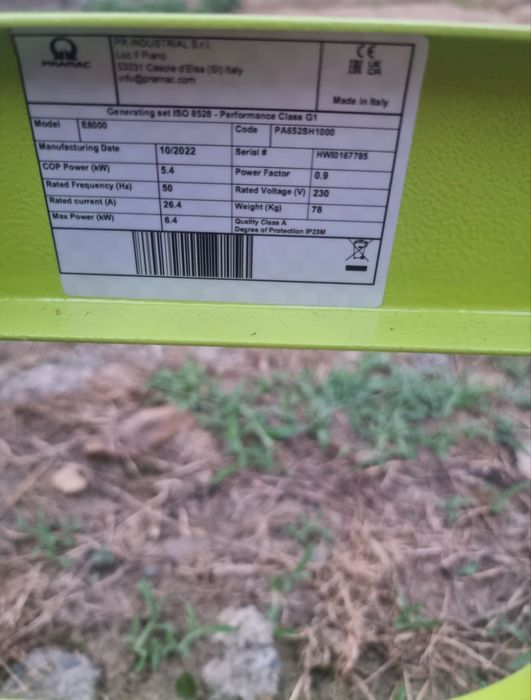 PRAMAC
PR INDUSTRIAL S.r.l.
Loc Il Piano
53031 Casole d'Elsa (SI) Italy
info@pramac.com
CE
UK CA
Made in Italy
Generating set ISO 8528 - Performance Class G1
Model E8000 Code PA652SH1000
Manufacturing Date 10/2022 Serial # HWI0167785
COP Power (kW) 5.4 Power Factor 0.9
Rated Frequency (Hz) 50 Rated Voltage (V) 230
Rated current (A) 26.4 Weight (Kg) 78
Max Power (kW) 6.4 Quality Class A
Degree of Protection IP23M